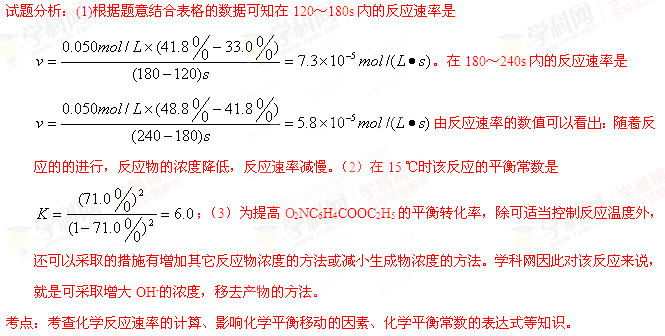 试题分析：(1)根据题意结合表格的数据可知在 120～180s 内的反应速率是
v = 0.050mol / L×(41.8% − 33.0%) / (180−120)s = 7.3×10⁻⁵ mol /(L●s)。在 180～240s 内的反应速率是
v = 0.050mol / L×(48.8% − 41.8%) / (240−180)s = 5.8×10⁻⁵ mol /(L●s) 由反应速率的数值可以看出：随着反
应的的进行，反应物的浓度降低，反应速率减慢。（2）在 15 ℃时该反应的平衡常数是
K = (71.0%)² / (1−71.0%)² = 6.0；（3）为提高 O₂NC₆H₄COOC₂H₅ 的平衡转化率，除可适当控制反应温度外，
还可以采取的措施有增加其它反应物浓度的方法或减小生成物浓度的方法。学科网因此对该反应来说，
就是可采用增大 OH⁻的浓度，移去产物的方法。
考点：考查化学反应速率的计算、影响化学平衡移动的因素、化学平衡常数的表达式等知识。